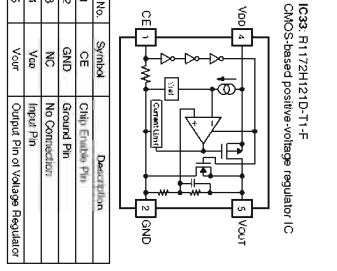 IC33: R1172H121D-T1-F
CMOS-based positive-voltage regulator IC
VDD 4
5 VOUT
Vref
Current Limit
CE 1
2 GND
No. Symbol Description
CE Chip Enable Pin
2 GND Ground Pin
3 NC No Connection
4 VDD Input Pin
5 VOUT Output Pin of Voltage Regulator